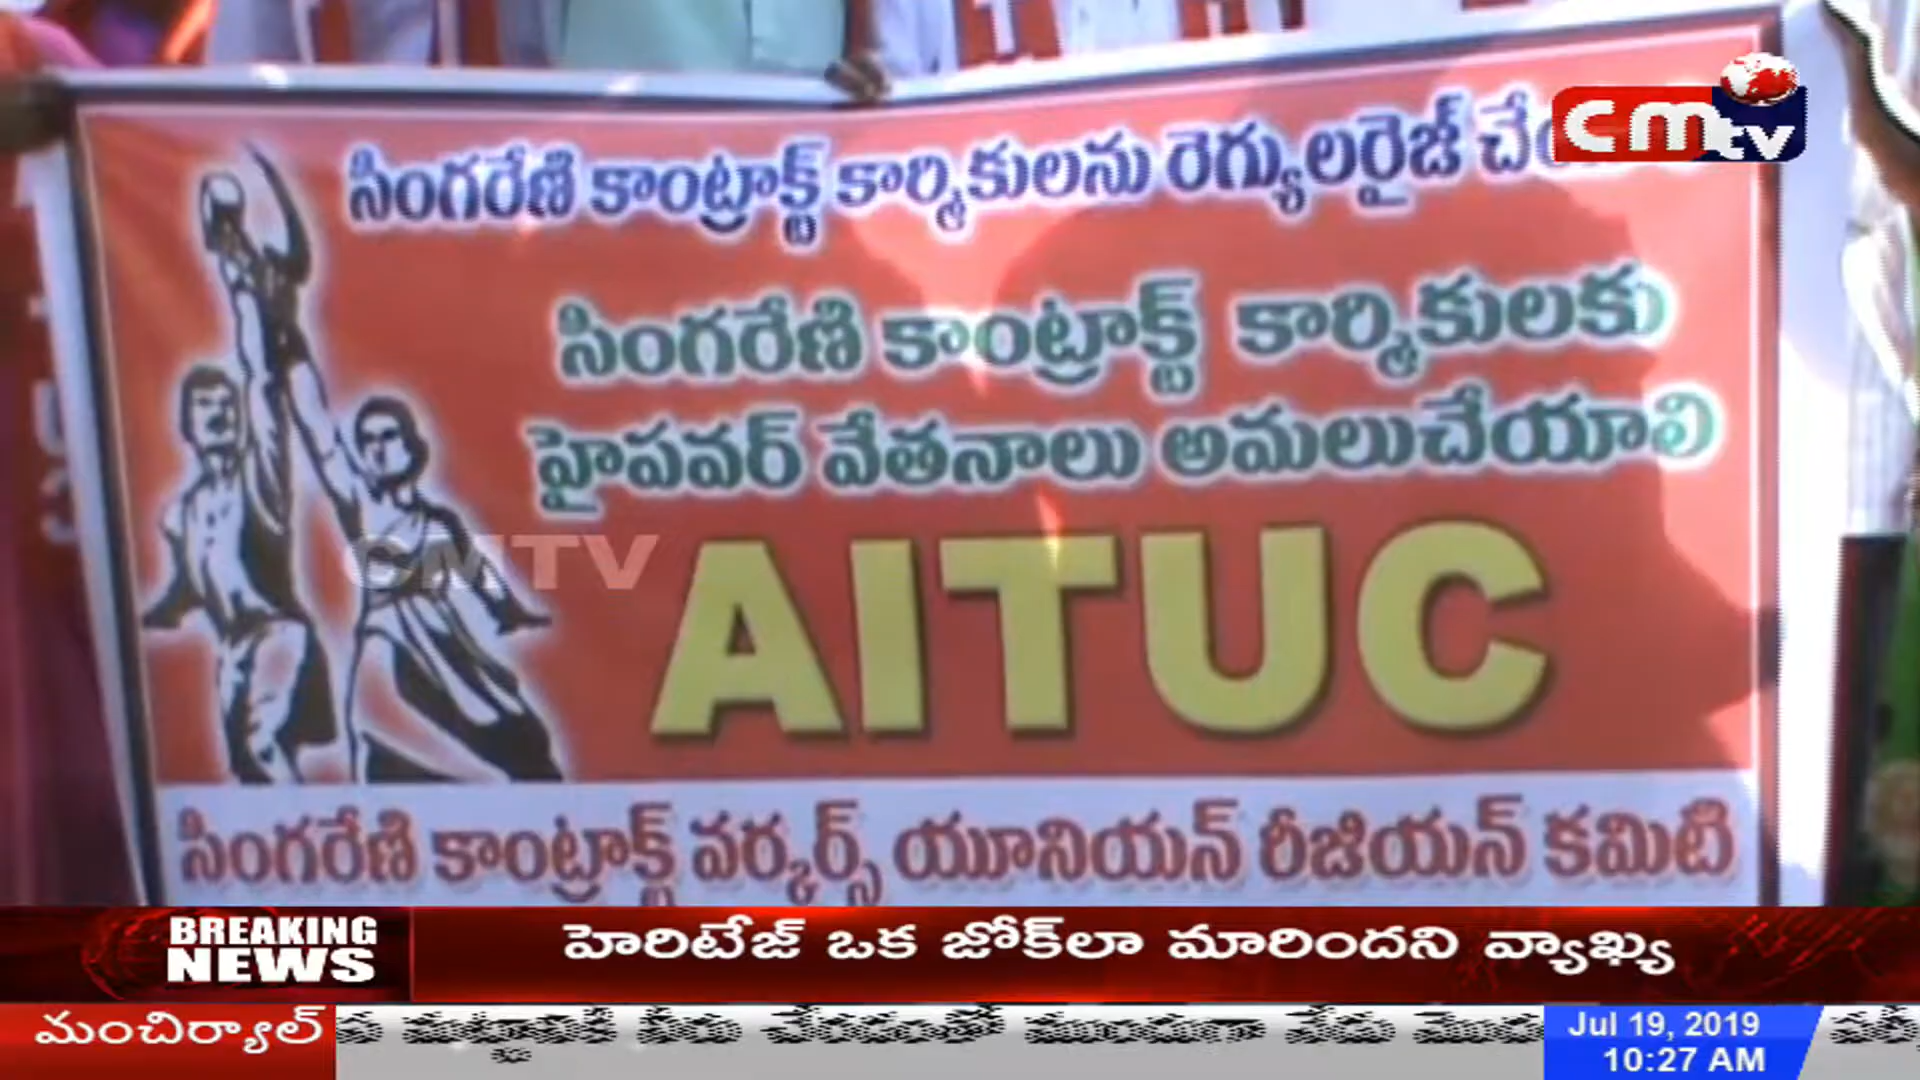 సింగరేణి కాంట్రాక్ట్ కార్మికులను రెగ్యులరైజ్
cmtv
సింగరేణి కాంట్రాక్ట్ కార్మికులకు
హైపవర్ వేతనాలు అమలుచేయాలి
CMTV
AITUC
సింగరేణి కాంట్రాక్ట్ వర్కర్స్ యూనియన్ రీజియన్ కమిటి
BREAKING
NEWS
హెరిటేజ్ ఒక జోక్‌లా మారిందని వ్యాఖ్య
మంచిర్యాల్
Jul 19, 2019
10:27 AM